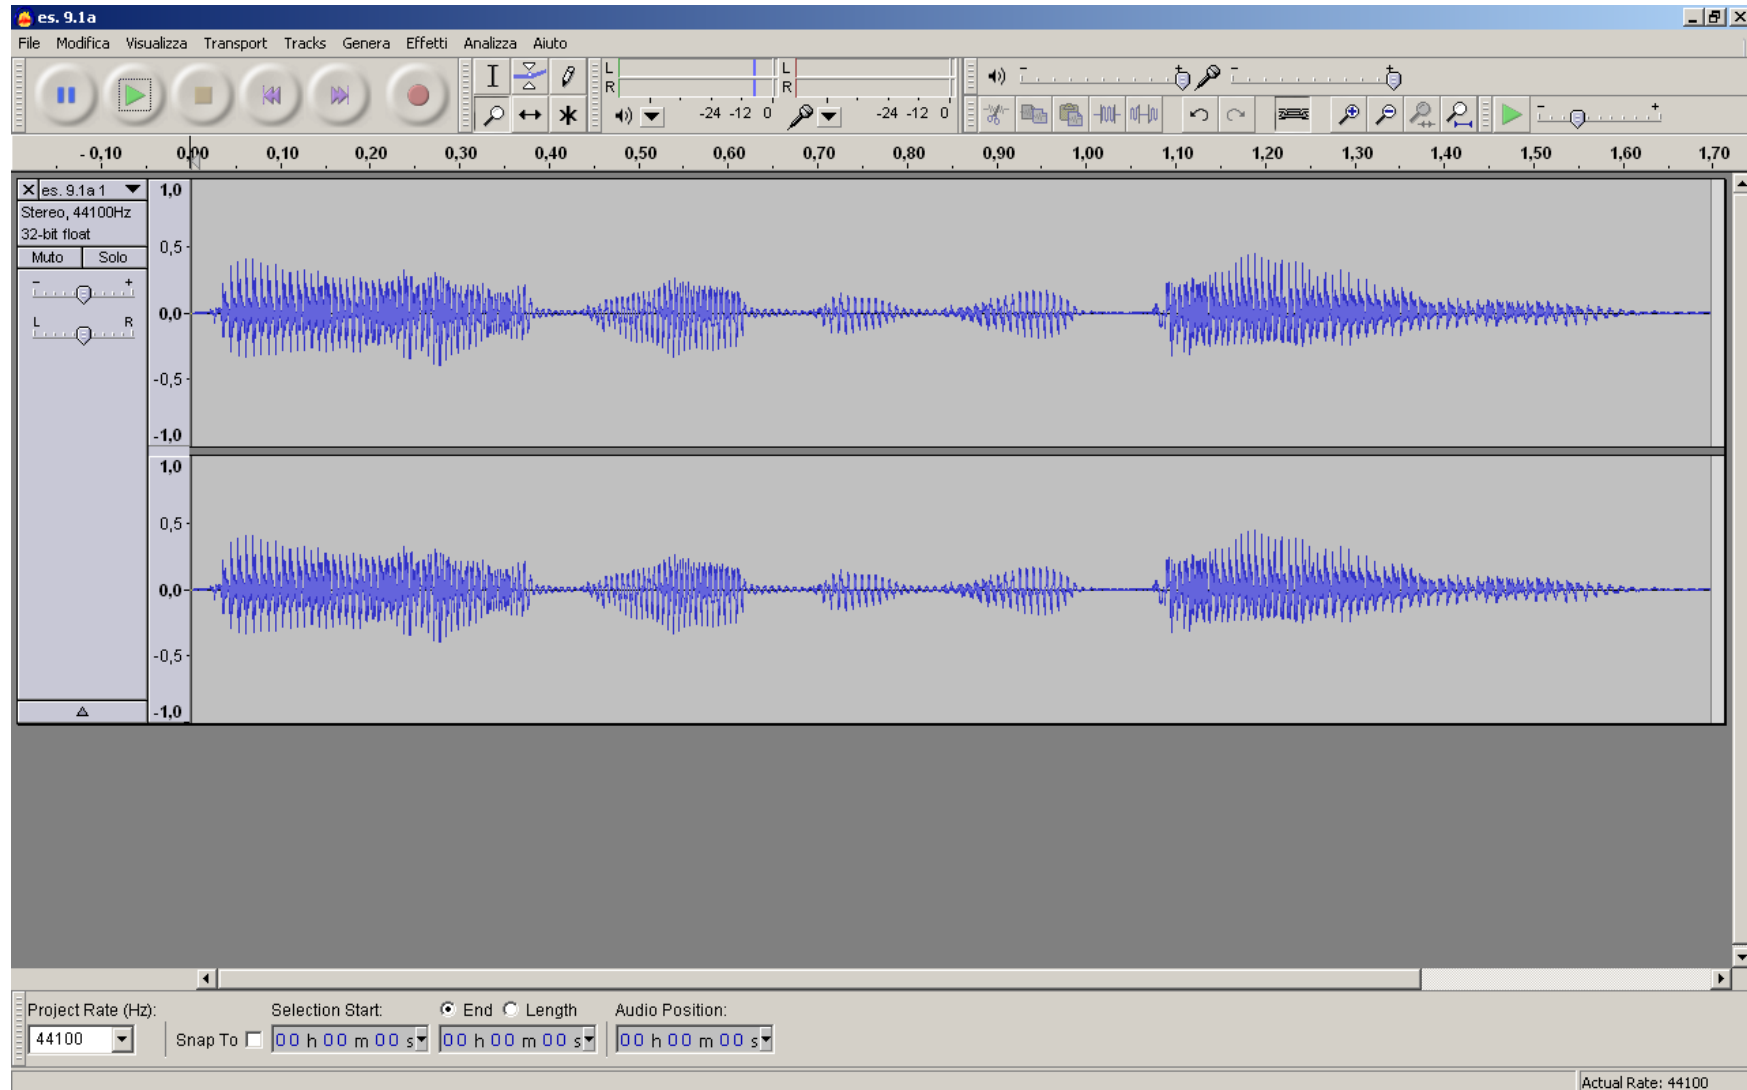 es. 9.1a
File Modifica Visualizza Transport Tracks Genera Effetti Analizza Aiuto
L
R
-24 -12 0
L
R
-24 -12 0
- 0,10 0,00 0,10 0,20 0,30 0,40 0,50 0,60 0,70 0,80 0,90 1,00 1,10 1,20 1,30 1,40 1,50 1,60 1,70
es. 9.1a 1
Stereo, 44100Hz
32-bit float
Muto Solo
- +
L R
1,0
0,5
0,0
-0,5
-1,0
1,0
0,5
0,0
-0,5
-1,0
Project Rate (Hz): Selection Start: End Length Audio Position:
44100 Snap To 00 h 00 m 00 s 00 h 00 m 00 s 00 h 00 m 00 s
Actual Rate: 44100